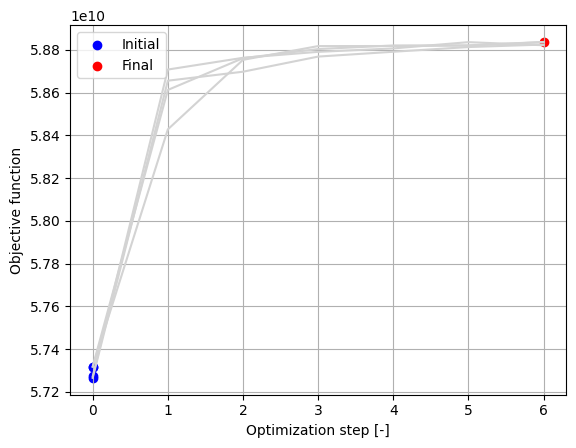 1e10
Initial
Final
5.88
5.86
5.84
5.82
5.80
5.78
5.76
5.74
5.72
Objective function
0 1 2 3 4 5 6
Optimization step [-]